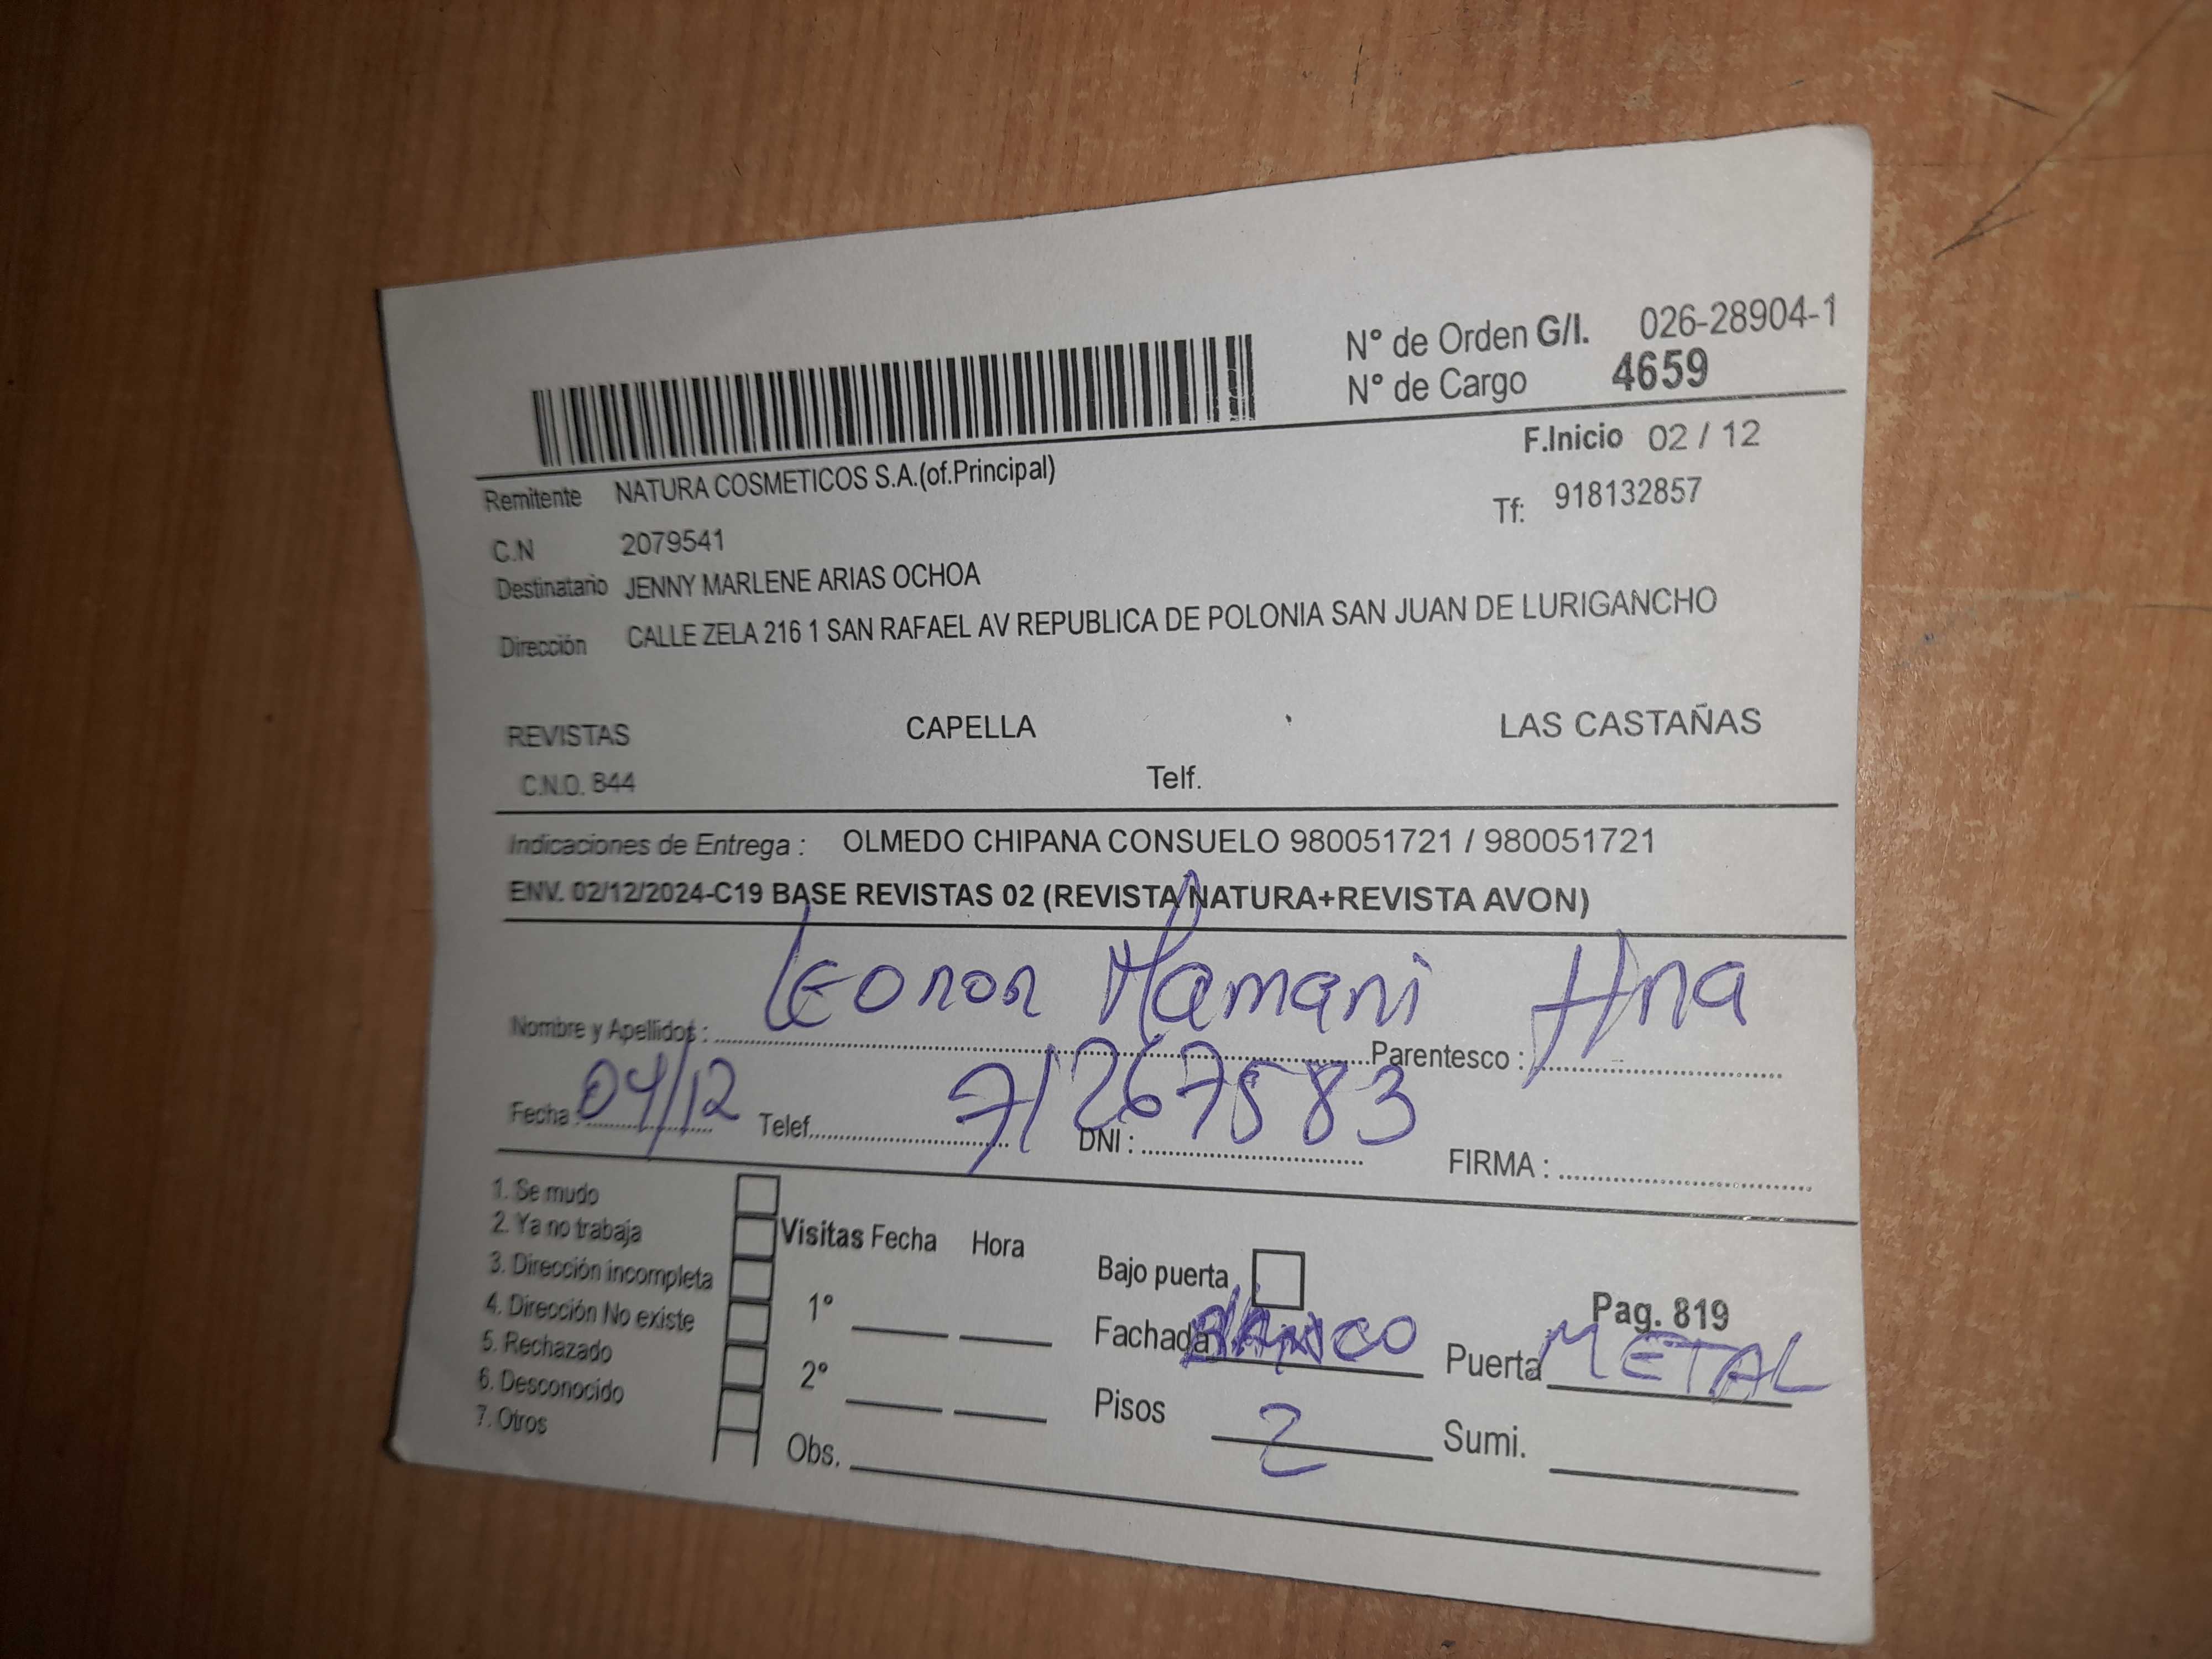 N° de Orden G/I. 026-28904-1
N° de Cargo 4659
F.Inicio 02 / 12
Remitente NATURA COSMETICOS S.A.(of.Principal)
Tf: 918132857
C.N 2079541
Destinatario JENNY MARLENE ARIAS OCHOA
Dirección CALLE ZELA 216 1 SAN RAFAEL AV REPUBLICA DE POLONIA SAN JUAN DE LURIGANCHO
REVISTAS CAPELLA LAS CASTAÑAS
C.N.O. 844 Telf.
Indicaciones de Entrega : OLMEDO CHIPANA CONSUELO 980051721 / 980051721
ENV. 02/12/2024-C19 BASE REVISTAS 02 (REVISTA NATURA+REVISTA AVON)
Nombre y Apellidos : Leonor Mamani Parentesco : Hna
Fecha : 04/12 Telef. DNI : 71267583 FIRMA :
1. Se mudo
2. Ya no trabaja
3. Dirección incompleta
4. Dirección No existe
5. Rechazado
6. Desconocido
7. Otros
Visitas Fecha Hora
1°
2°
Obs.
Bajo puerta
Pag. 819
Fachada BLANCO Puerta METAL
Pisos 2 Sumi.